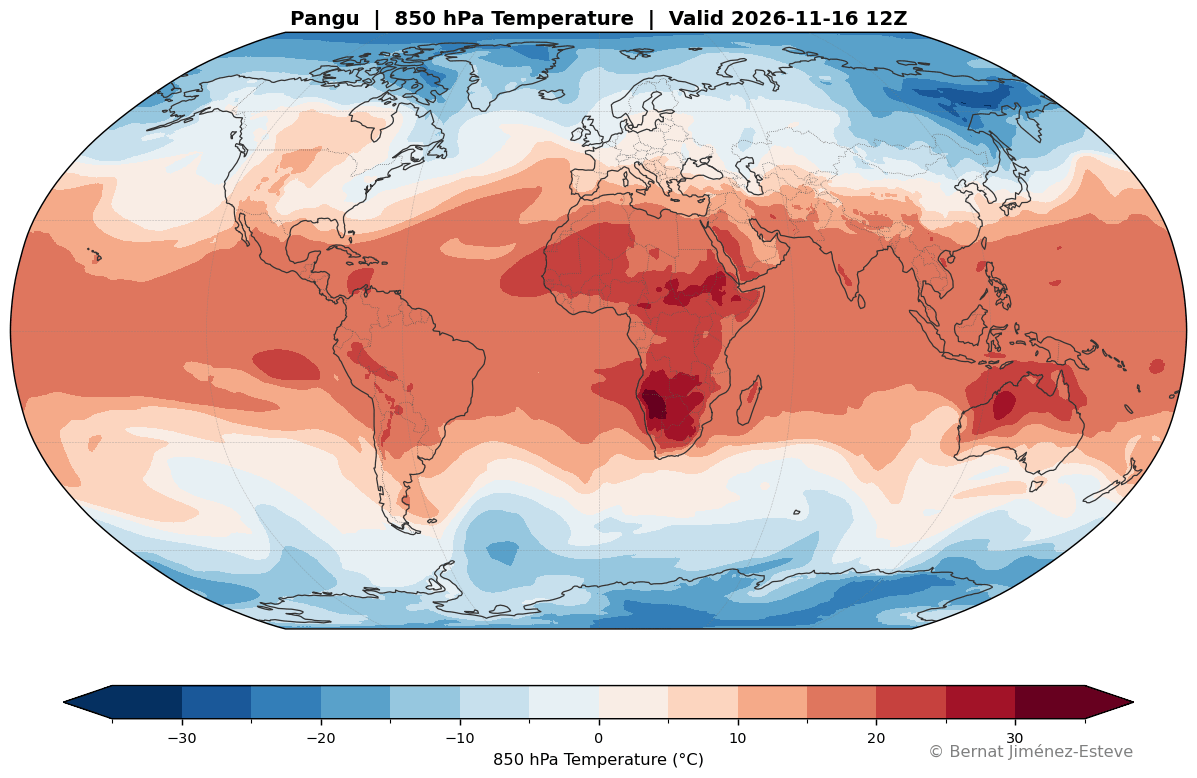 Pangu | 850 hPa Temperature | Valid 2026-11-16 12Z
−30 −20 −10 0 10 20 30
850 hPa Temperature (°C)
© Bernat Jiménez-Esteve